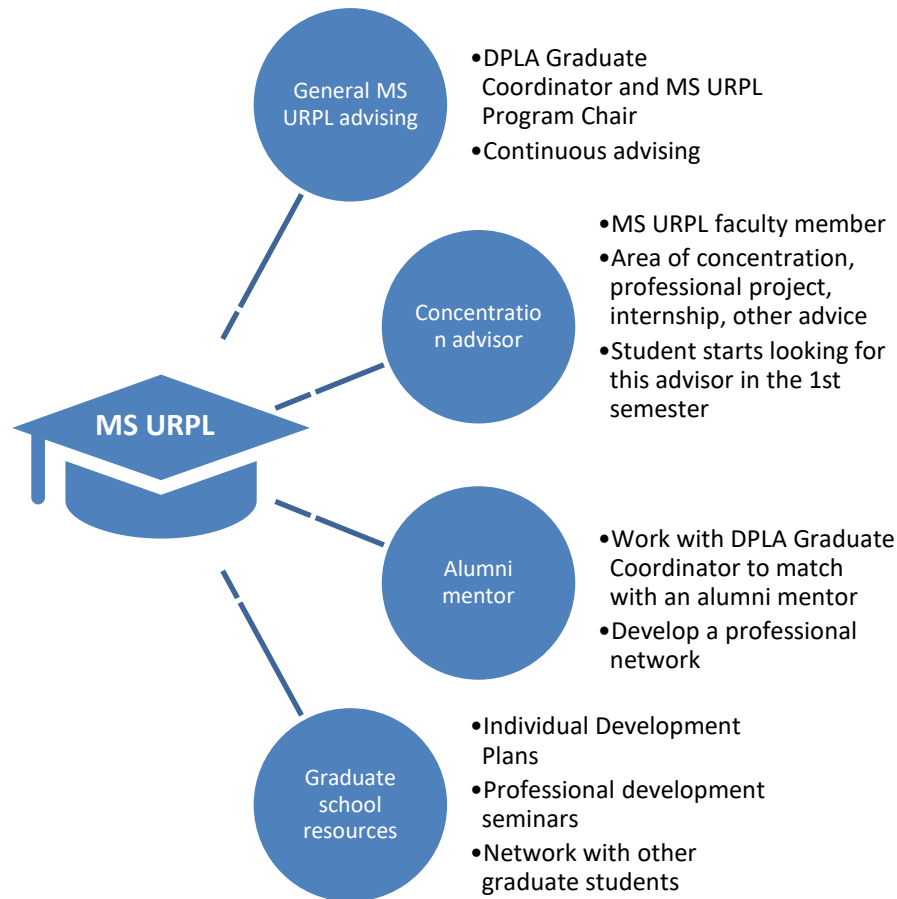 General MS
URPL advising
•DPLA Graduate
Coordinator and MS URPL
Program Chair
•Continuous advising
Concentratio
n advisor
•MS URPL faculty member
•Area of concentration,
professional project,
internship, other advice
•Student starts looking for
this advisor in the 1st
semester
MS URPL
Alumni
mentor
•Work with DPLA Graduate
Coordinator to match
with an alumni mentor
•Develop a professional
network
Graduate
school
resources
•Individual Development
Plans
•Professional development
seminars
•Network with other
graduate students